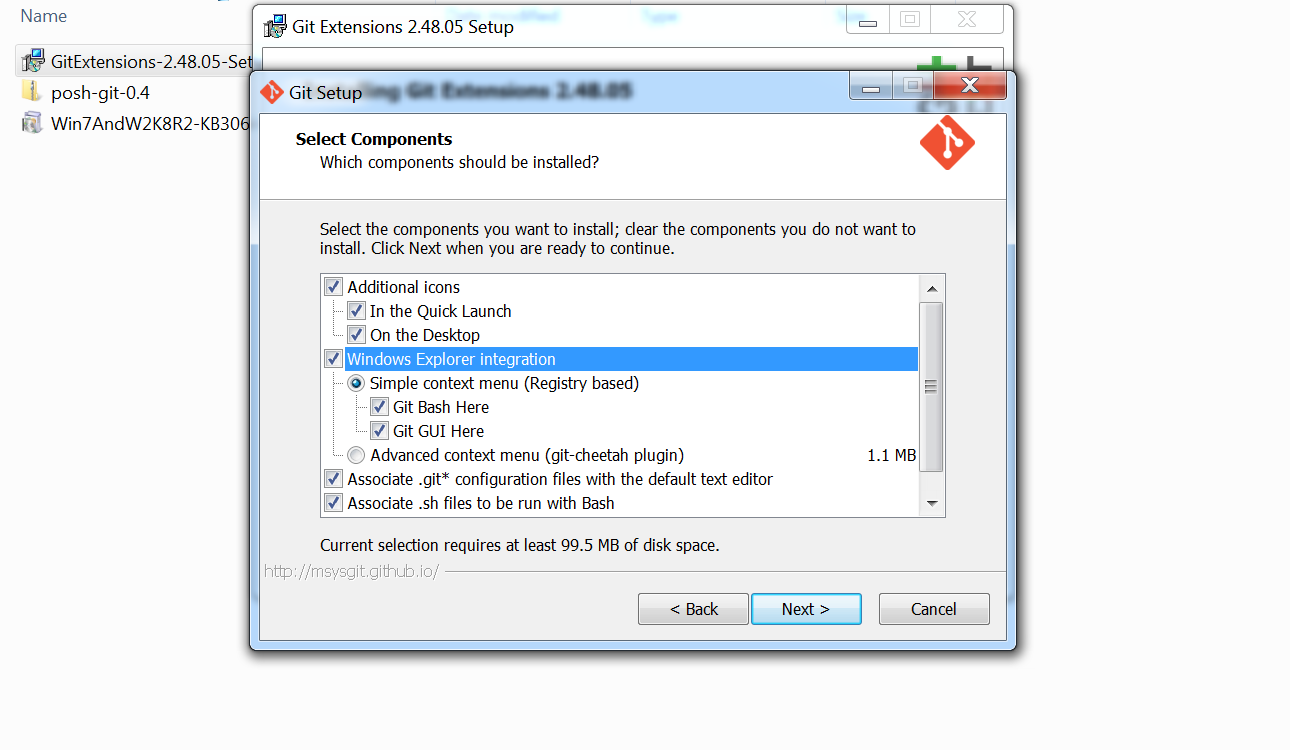 Name
Git Extensions 2.48.05 Setup
GitExtensions-2.48.05-Set
posh-git-0.4
Win7AndW2K8R2-KB306
Git Setup
Git Extensions 2.48.05
Select Components
Which components should be installed?
Select the components you want to install; clear the components you do not want to
install. Click Next when you are ready to continue.
Additional icons
In the Quick Launch
On the Desktop
Windows Explorer integration
Simple context menu (Registry based)
Git Bash Here
Git GUI Here
Advanced context menu (git-cheetah plugin) 1.1 MB
Associate .git* configuration files with the default text editor
Associate .sh files to be run with Bash
Current selection requires at least 99.5 MB of disk space.
http://msysgit.github.io/
< Back Next > Cancel